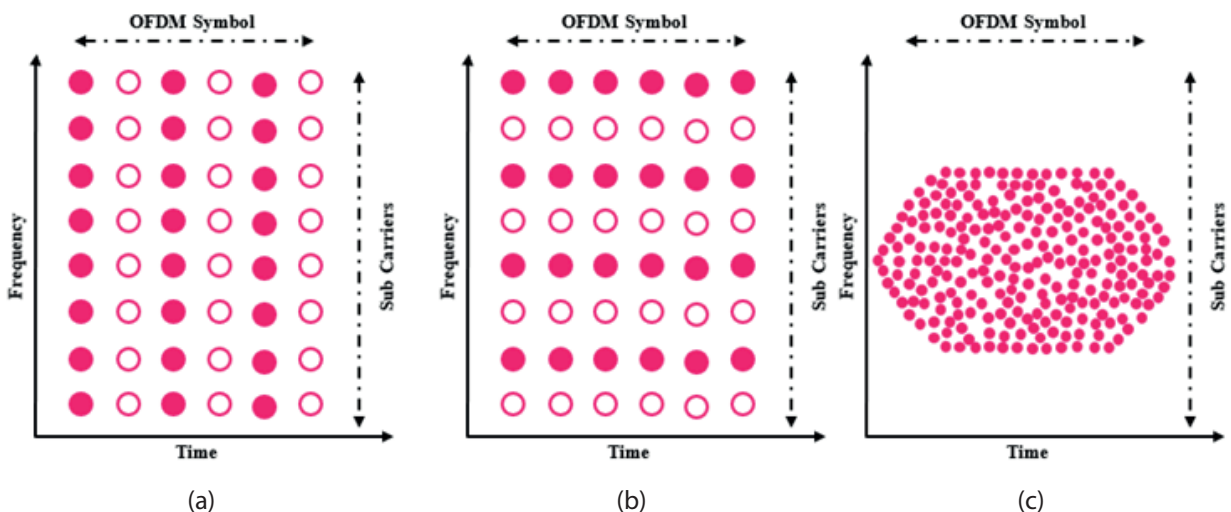 OFDM Symbol
Frequency
Sub Carriers
Time
(a)
OFDM Symbol
Frequency
Sub Carriers
Time
(b)
OFDM Symbol
Frequency
Sub Carriers
Time
(c)